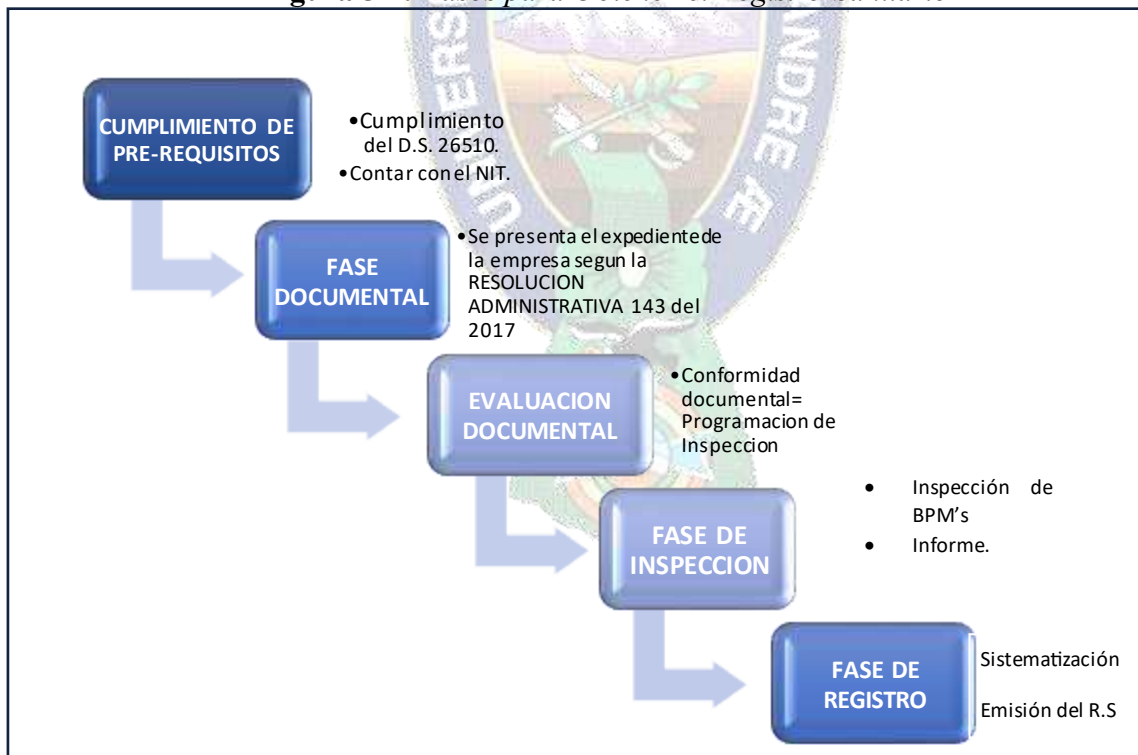 CUMPLIMIENTO DE
PRE-REQUISITOS
•Cumplimiento
del D.S. 26510.
•Contar con el NIT.
FASE
DOCUMENTAL
•Se presenta el expediente de
la empresa segun la
RESOLUCION
ADMINISTRATIVA 143 del
2017
EVALUACION
DOCUMENTAL
•Conformidad
documental=
Programacion de
Inspeccion
FASE DE
INSPECCION
• Inspección de
BPM's
• Informe.
FASE DE
REGISTRO
Sistematización
Emisión del R.S
UNIVERS
ANDRE